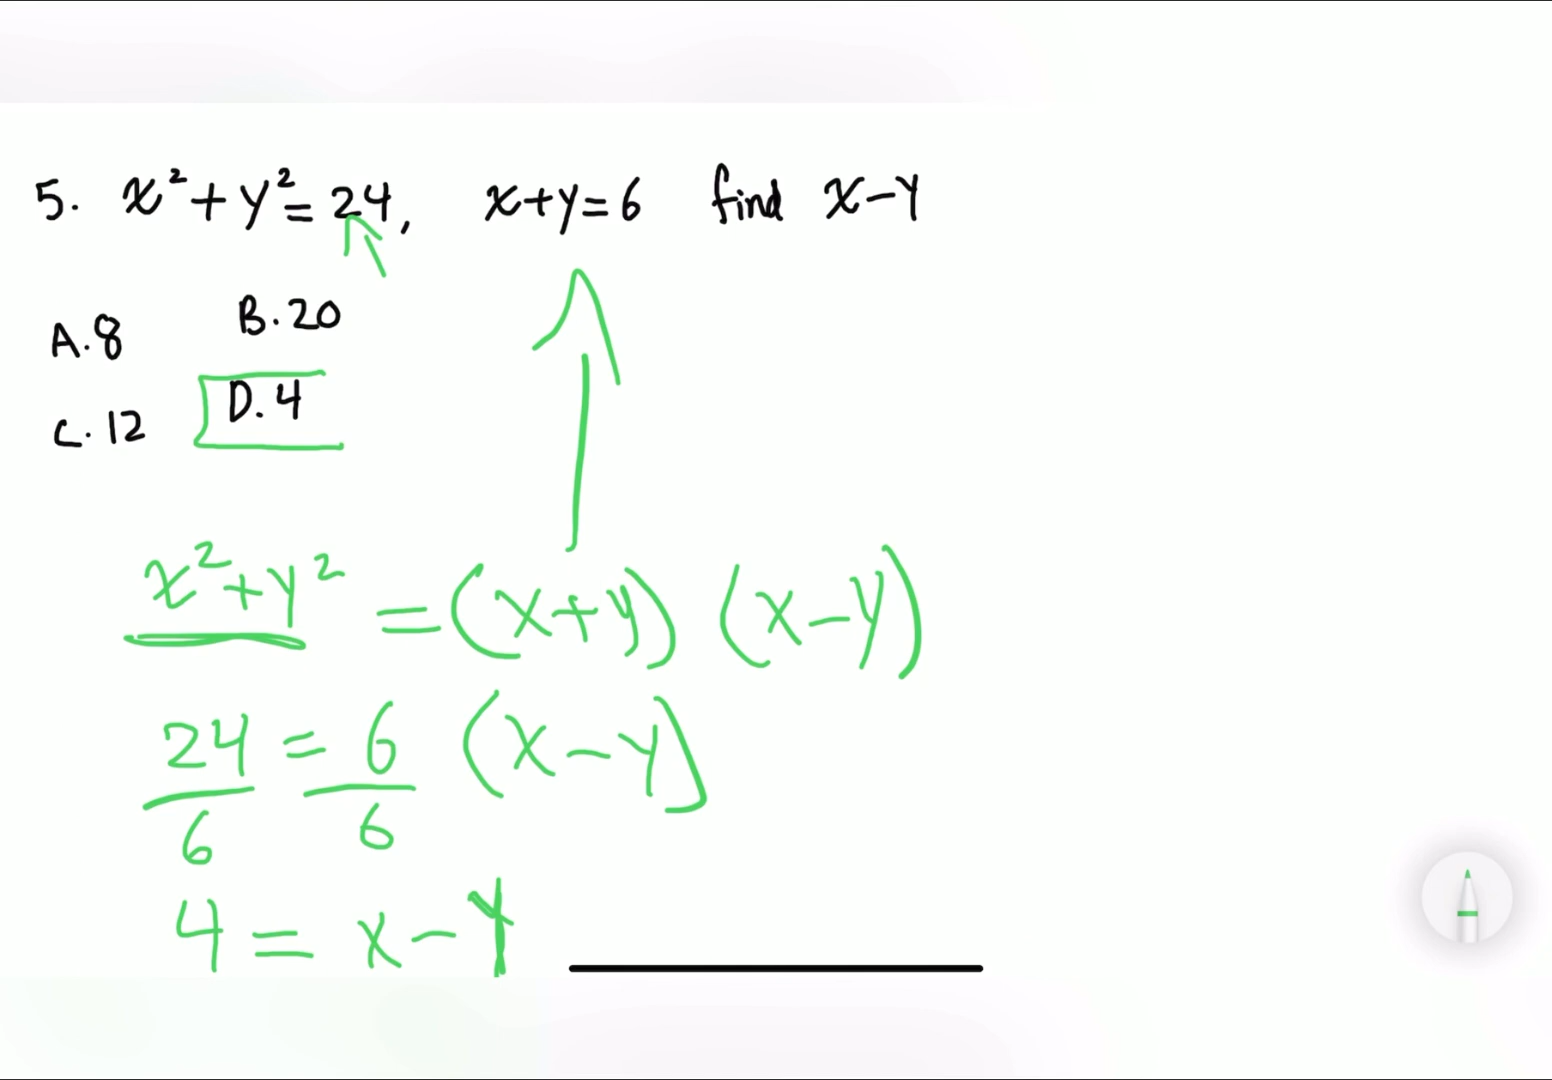 5. x²+y²=24, x+y=6 find x-y
A. 8 B. 20
C. 12 D. 4
x²+y² =(x+y) (x-y)
24 = 6 (x-y)
6 6
4 = x-y